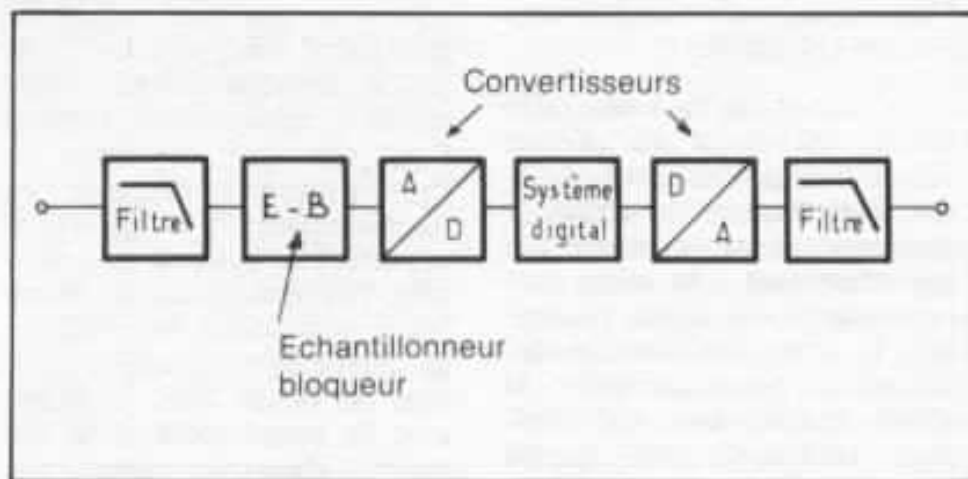 Convertisseurs
Filtre
E-B
A
D
Système
digital
D
A
Filtre
Echantillonneur
bloqueur